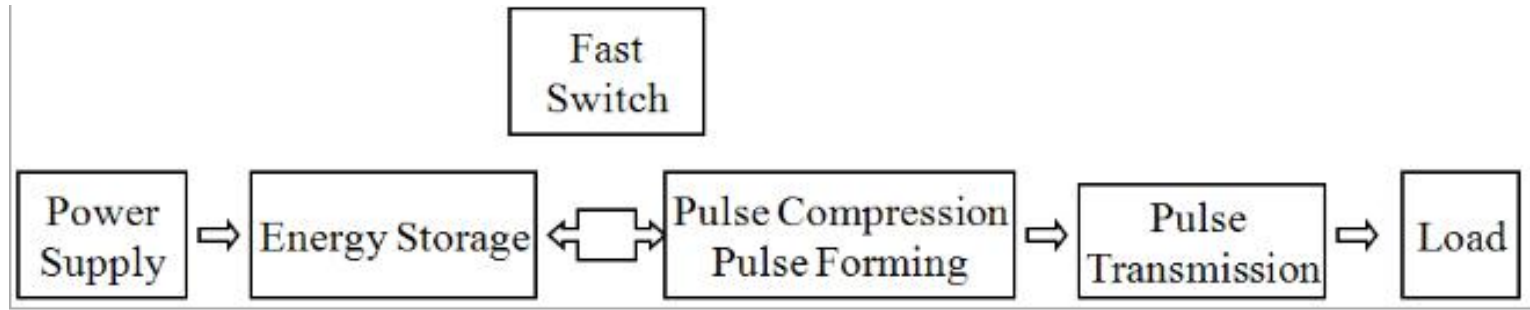 Fast
Switch
Power
Supply
Energy Storage
Pulse Compression
Pulse Forming
Pulse
Transmission
Load